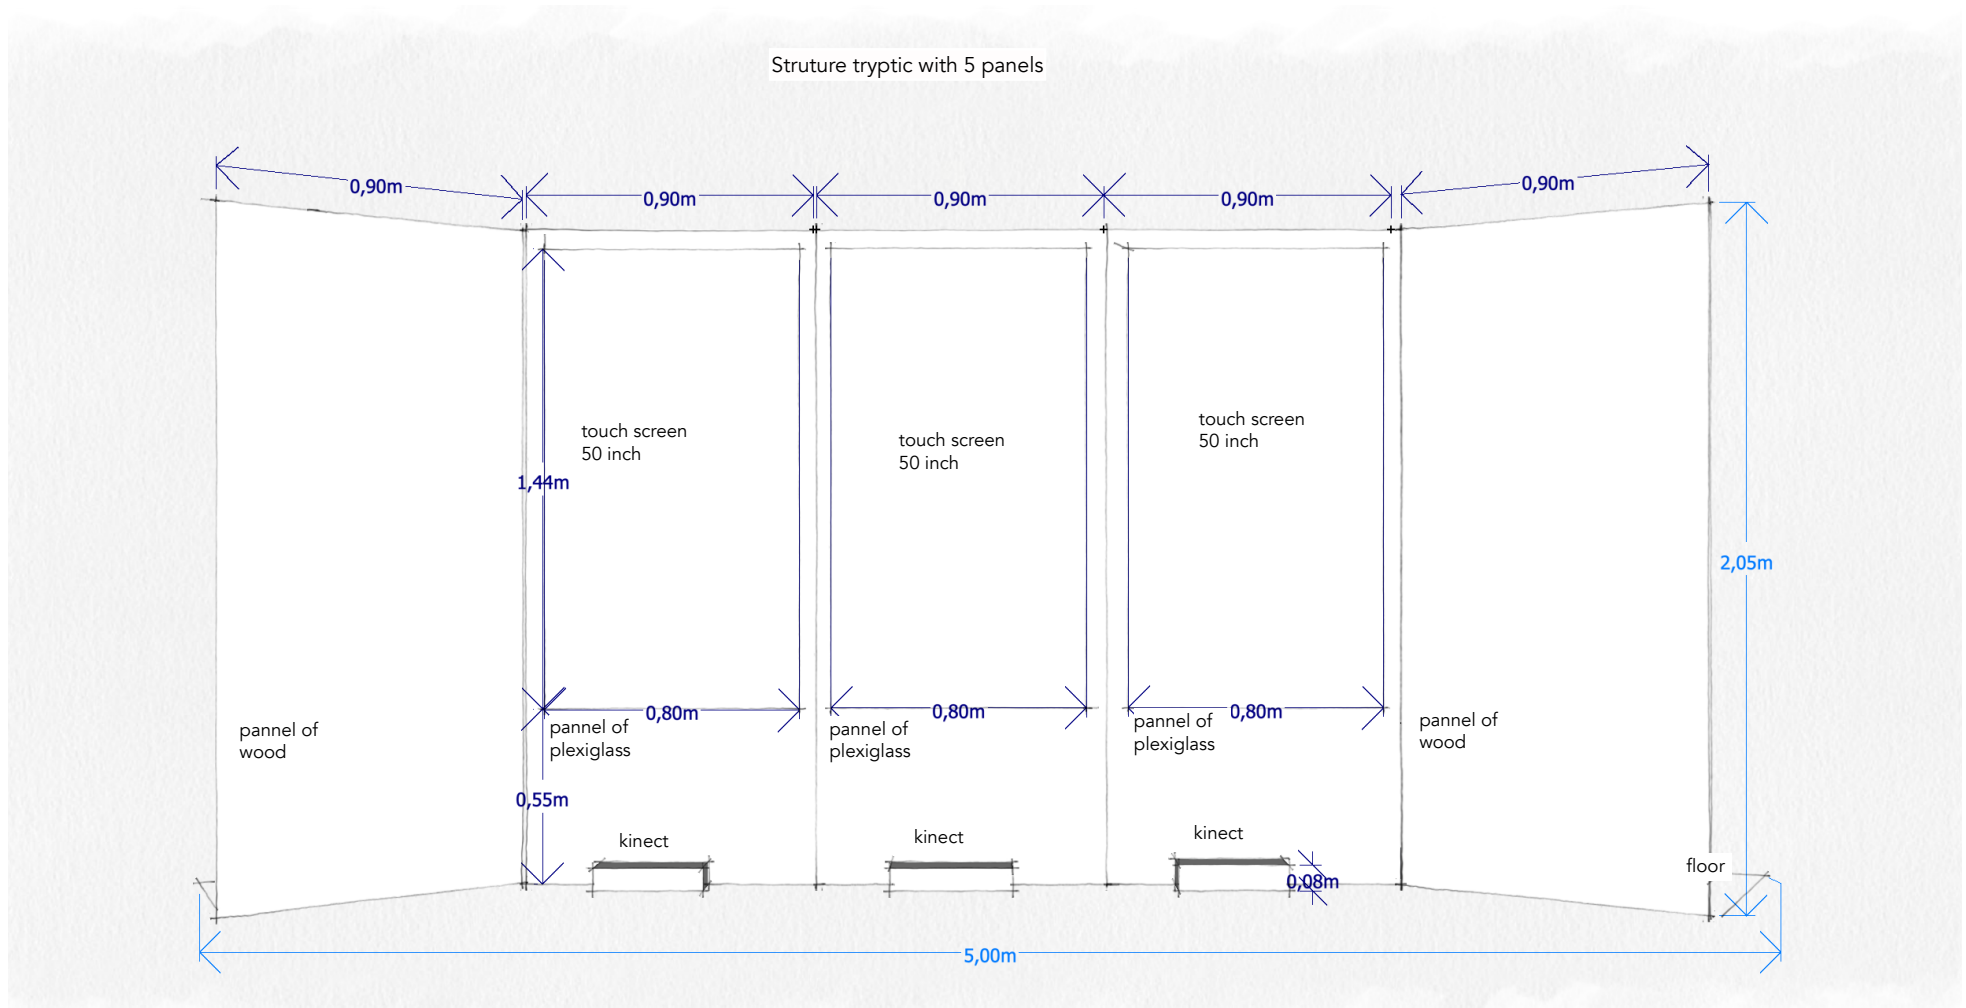 Struture tryptic with 5 panels
0,90m
0,90m
0,90m
0,90m
0,90m
touch screen
50 inch
touch screen
50 inch
touch screen
50 inch
1,44m
2,05m
0,80m
0,80m
0,80m
pannel of
wood
pannel of
plexiglass
pannel of
plexiglass
pannel of
plexiglass
pannel of
wood
0,55m
kinect
kinect
kinect
0,08m
floor
5,00m